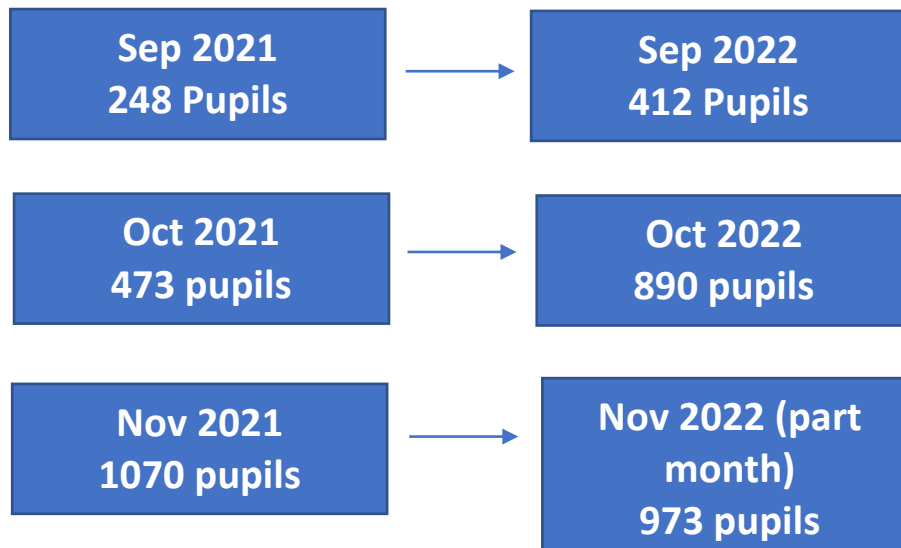 Sep 2021
248 Pupils
Sep 2022
412 Pupils
Oct 2021
473 pupils
Oct 2022
890 pupils
Nov 2021
1070 pupils
Nov 2022 (part
month)
973 pupils